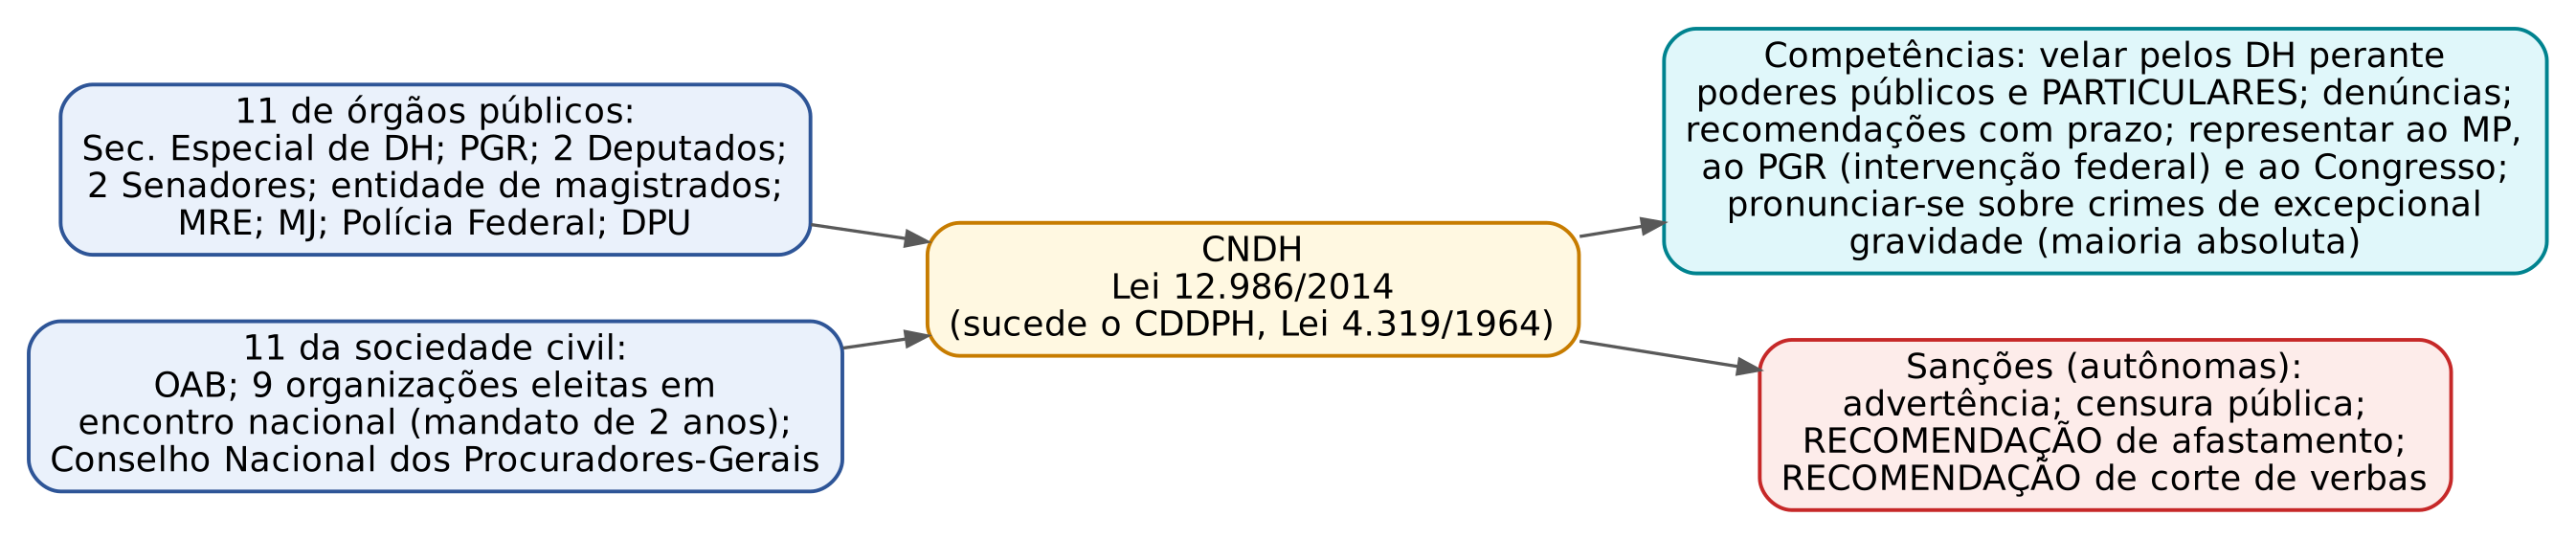 11 de órgãos públicos:
Sec. Especial de DH; PGR; 2 Deputados;
2 Senadores; entidade de magistrados;
MRE; MJ; Polícia Federal; DPU
11 da sociedade civil:
OAB; 9 organizações eleitas em
encontro nacional (mandato de 2 anos);
Conselho Nacional dos Procuradores-Gerais
CNDH
Lei 12.986/2014
(sucede o CDDPH, Lei 4.319/1964)
Competências: velar pelos DH perante
poderes públicos e PARTICULARES; denúncias;
recomendações com prazo; representar ao MP,
ao PGR (intervenção federal) e ao Congresso;
pronunciar-se sobre crimes de excepcional
gravidade (maioria absoluta)
Sanções (autônomas):
advertência; censura pública;
RECOMENDAÇÃO de afastamento;
RECOMENDAÇÃO de corte de verbas